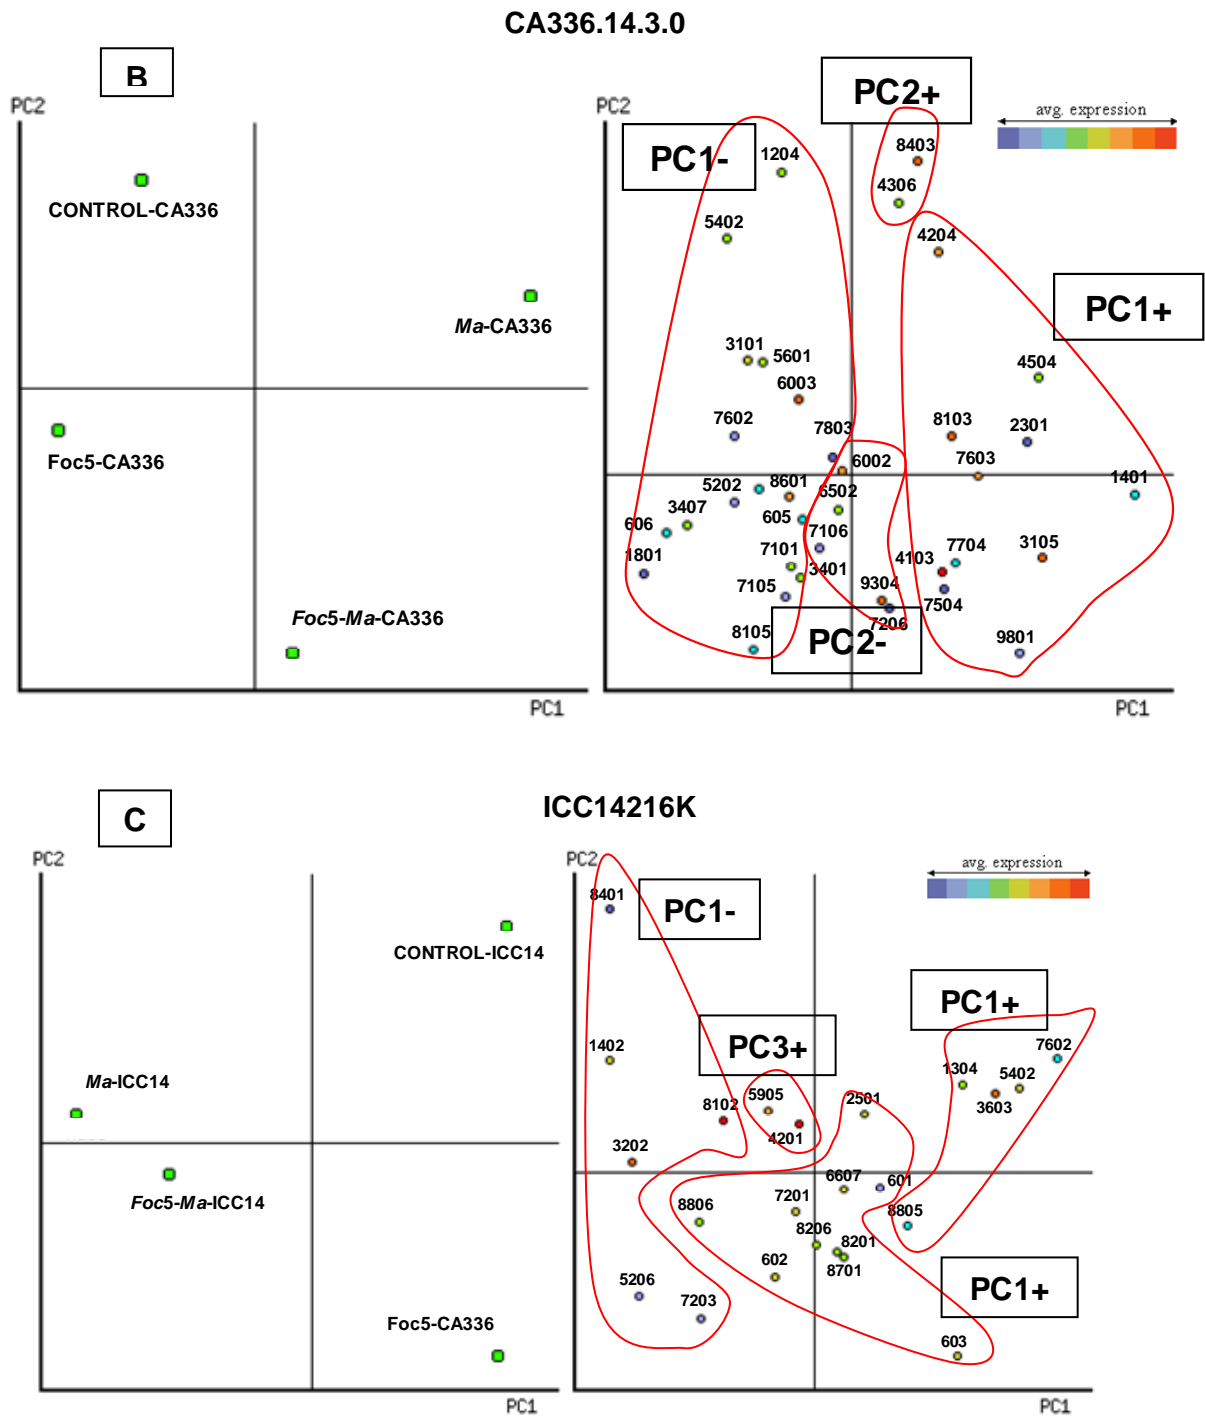 CA336.14.3.0
B
PC2
CONTROL-CA336
Ma-CA336
Foc5-CA336
Foc5-Ma-CA336
PC1
PC2
PC2+
avg. expression
PC1-
8403
1204
4306
5402
4204
PC1+
3101
5601
4504
6003
7602
7803
8103
2301
6002
7603
1401
5202
8601
6502
3407
606
605
7106
7101
1801
3401
4103
7704
3105
7105
9304
7504
7206
8105
PC2-
9801
PC1
ICC14216K
C
PC2
CONTROL-ICC14
Ma-ICC14
Foc5-Ma-ICC14
Foc5-CA336
PC1
PC2
avg. expression
8401
PC1-
PC1+
PC3+
1402
7602
1304
5402
5905
8102
2501
3603
4201
3202
6607
601
7201
8806
8805
8206
8201
602
8701
5206
7203
PC1+
603
PC1